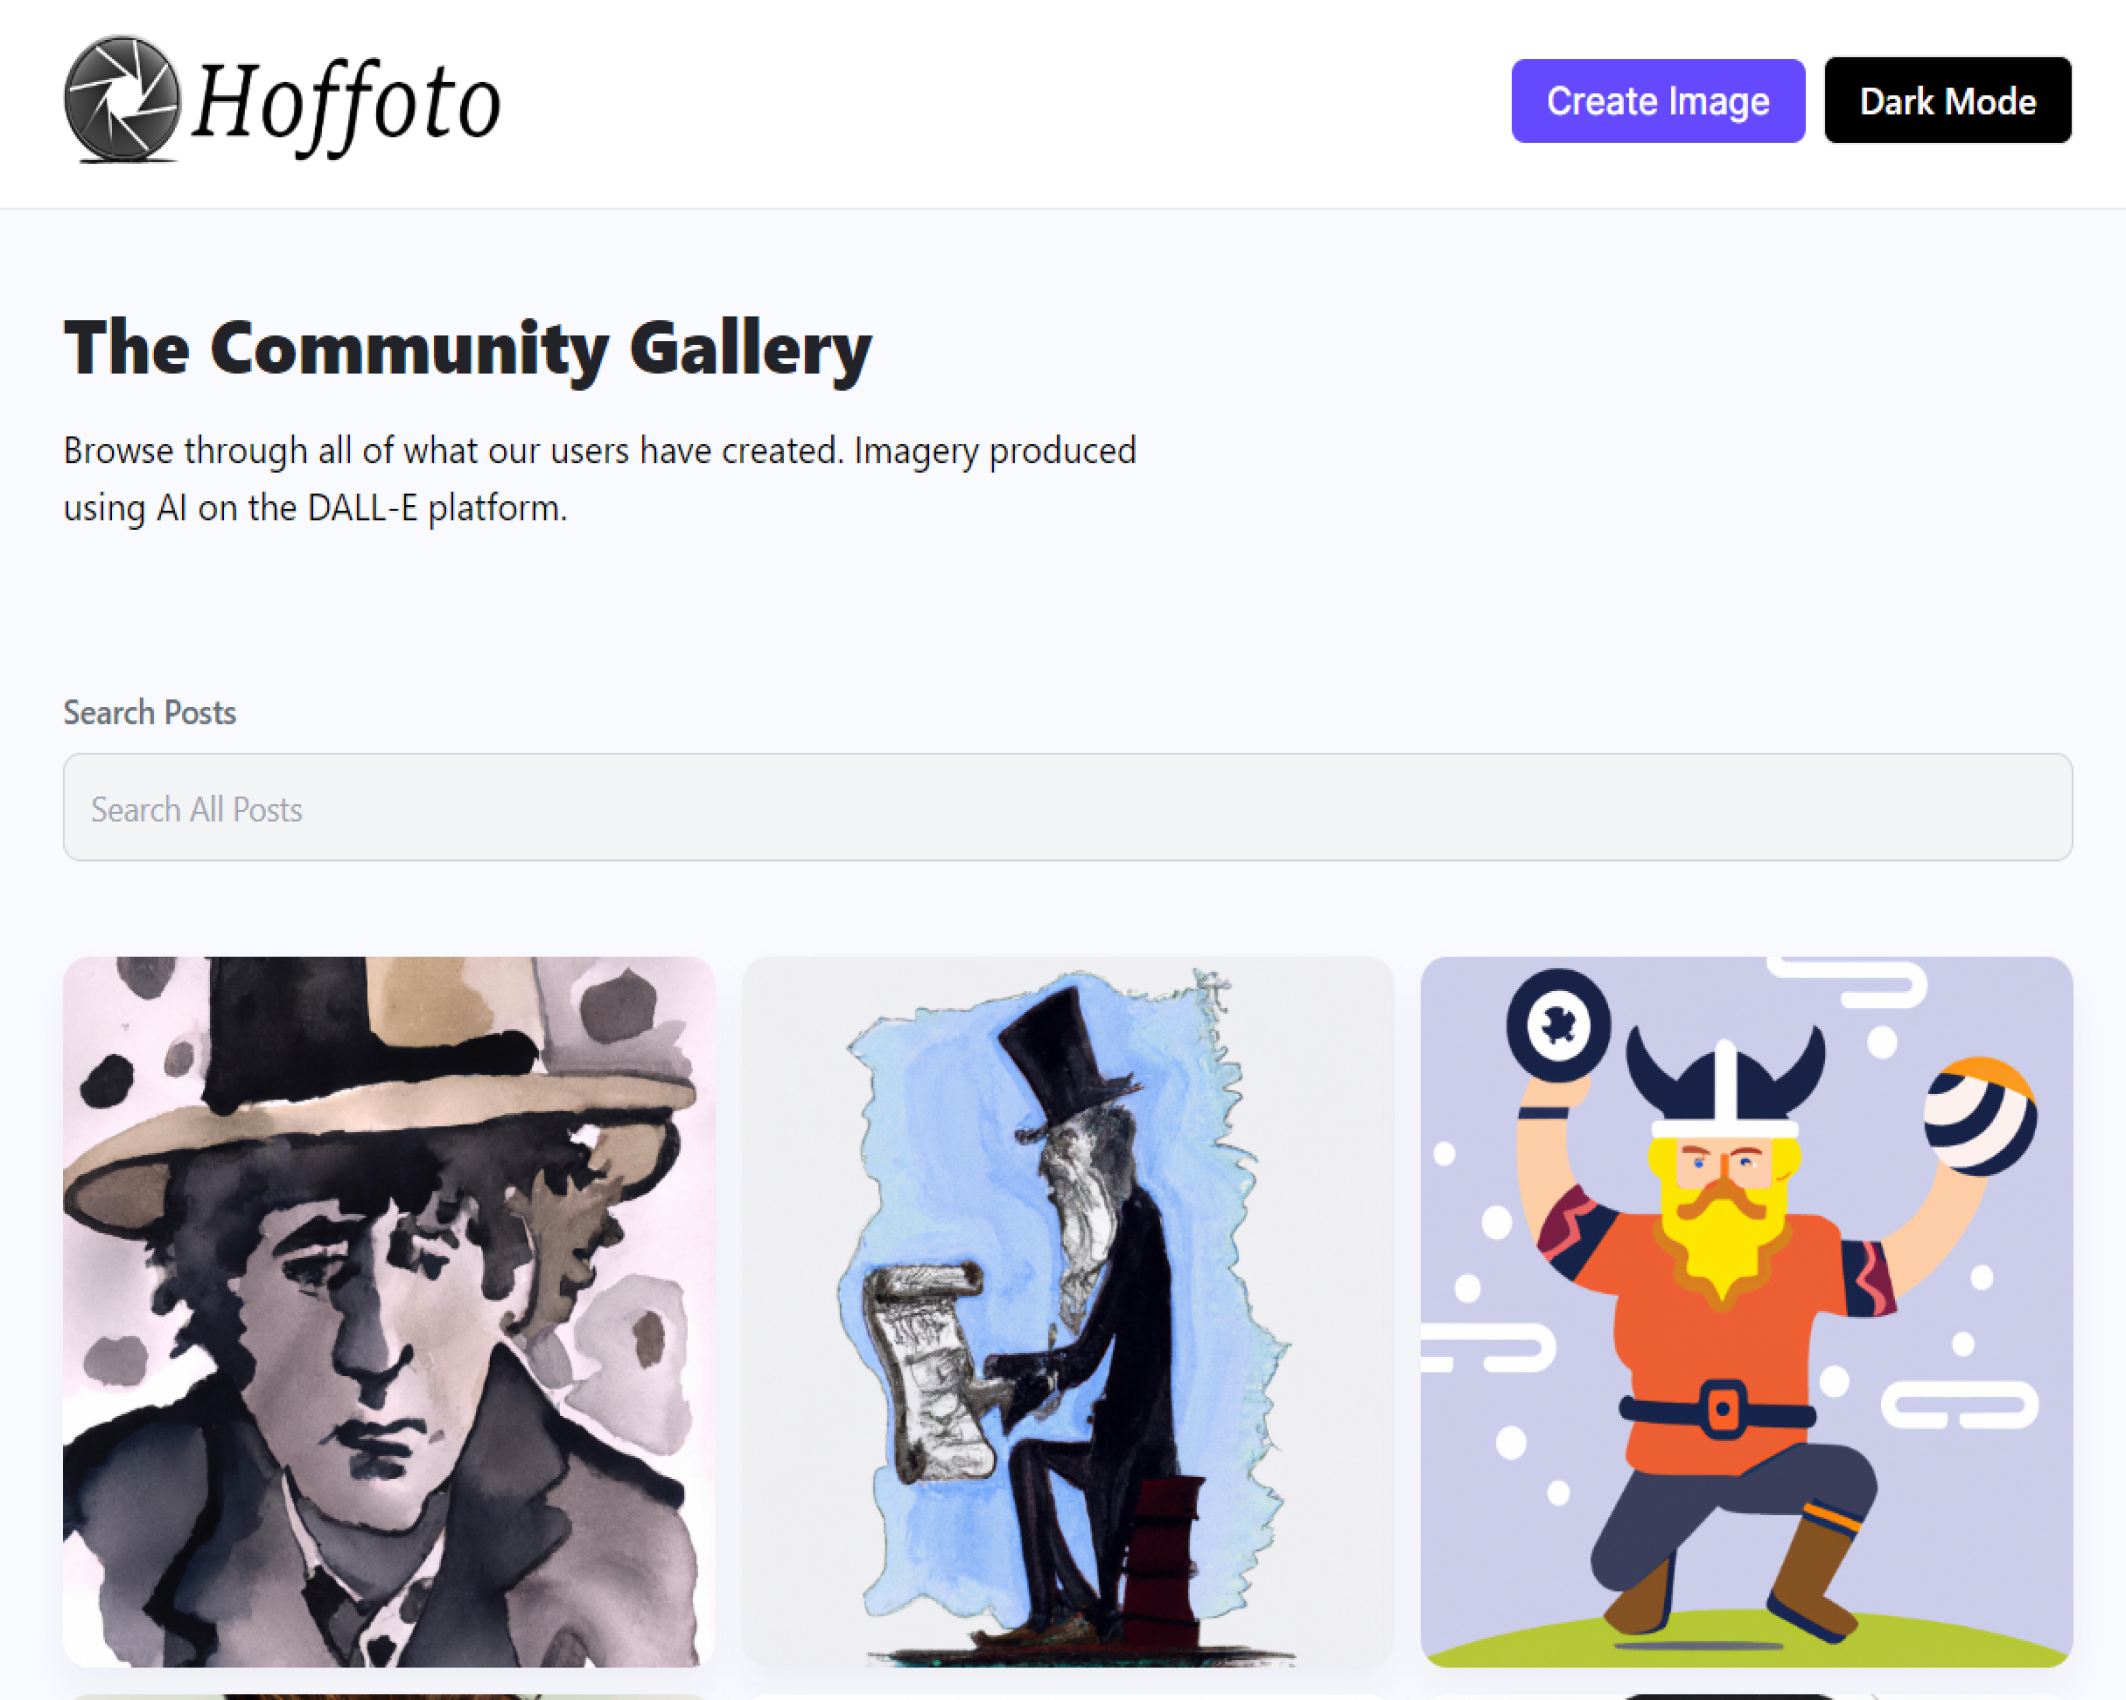 Hoffoto
Create Image
Dark Mode
The Community Gallery
Browse through all of what our users have created. Imagery produced
using AI on the DALL-E platform.
Search Posts
Search All Posts